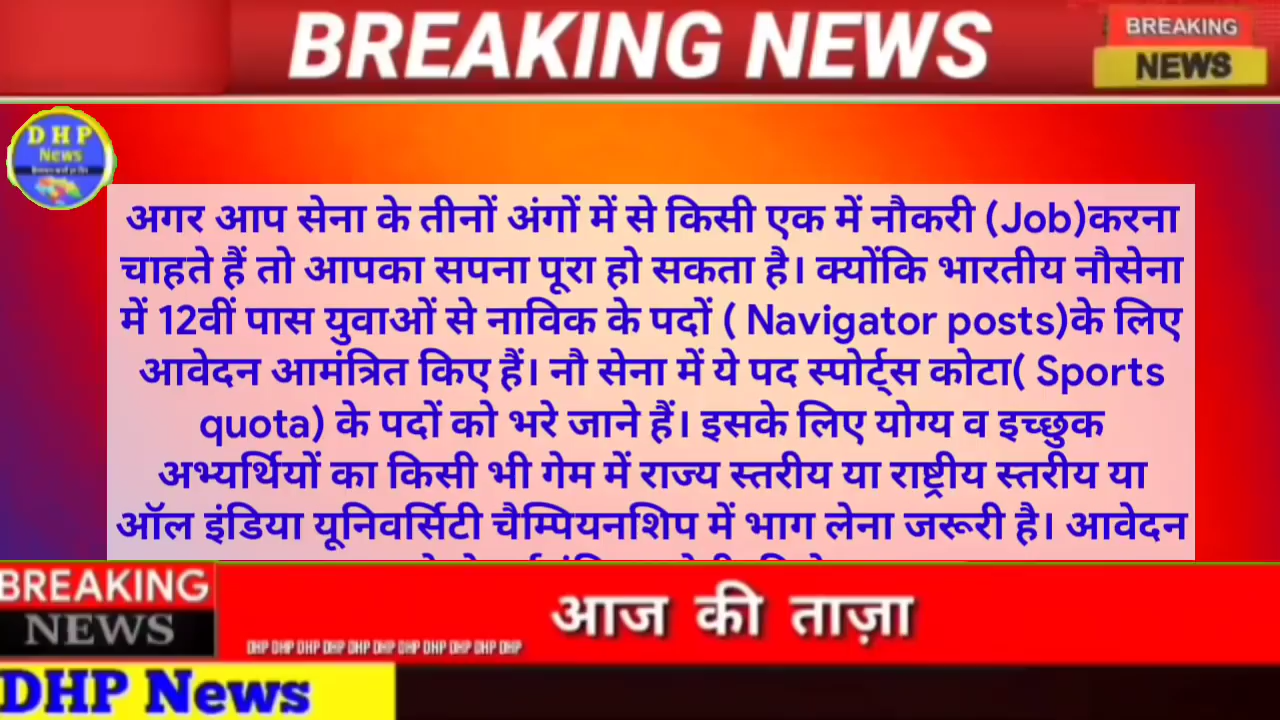 BREAKING NEWS
BREAKING
NEWS
D H P
News
अगर आप सेना के तीनों अंगों में से किसी एक में नौकरी (Job)करना
चाहते हैं तो आपका सपना पूरा हो सकता है। क्योंकि भारतीय नौसेना
में 12वीं पास युवाओं से नाविक के पदों ( Navigator posts)के लिए
आवेदन आमंत्रित किए हैं। नौ सेना में ये पद स्पोर्ट्स कोटा( Sports
quota) के पदों को भरे जाने हैं। इसके लिए योग्य व इच्छुक
अभ्यर्थियों का किसी भी गेम में राज्य स्तरीय या राष्ट्रीय स्तरीय या
ऑल इंडिया यूनिवर्सिटी चैम्पियनशिप में भाग लेना जरूरी है। आवेदन
BREAKING
NEWS
आज की ताज़ा
DHP DHP DHP DHP DHP DHP DHP DHP DHP DHP DHP
DHP News